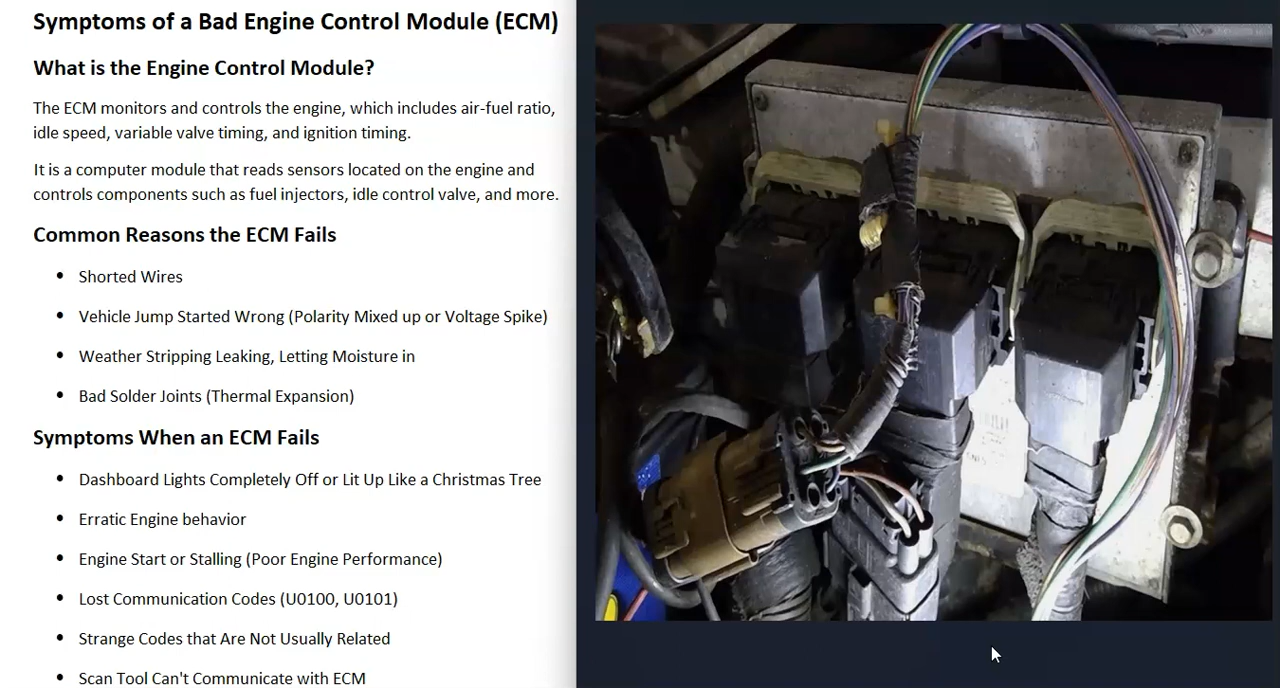 Symptoms of a Bad Engine Control Module (ECM)
What is the Engine Control Module?
The ECM monitors and controls the engine, which includes air-fuel ratio,
idle speed, variable valve timing, and ignition timing.
It is a computer module that reads sensors located on the engine and
controls components such as fuel injectors, idle control valve, and more.
Common Reasons the ECM Fails
• Shorted Wires
• Vehicle Jump Started Wrong (Polarity Mixed up or Voltage Spike)
• Weather Stripping Leaking, Letting Moisture in
• Bad Solder Joints (Thermal Expansion)
Symptoms When an ECM Fails
• Dashboard Lights Completely Off or Lit Up Like a Christmas Tree
• Erratic Engine behavior
• Engine Start or Stalling (Poor Engine Performance)
• Lost Communication Codes (U0100, U0101)
• Strange Codes that Are Not Usually Related
• Scan Tool Can't Communicate with ECM